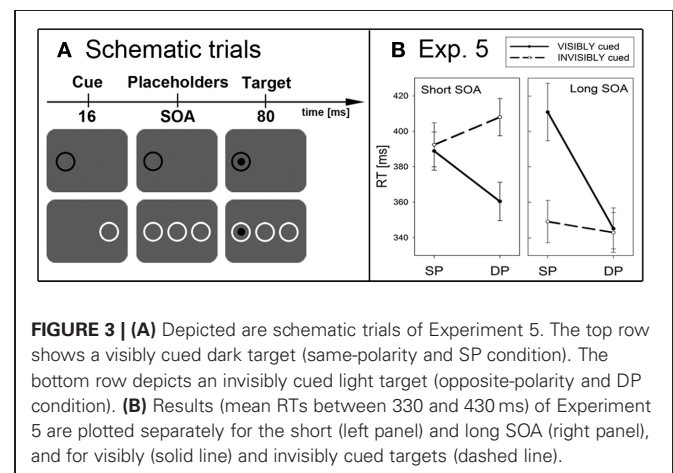 A Schematic trials
Cue Placeholders Target
16 SOA 80 time [ms]
B Exp. 5
VISIBLY cued
INVISIBLY cued
Short SOA
Long SOA
RT [ms]
420
400
380
360
340
SP DP SP DP
FIGURE 3 | (A) Depicted are schematic trials of Experiment 5. The top row
shows a visibly cued dark target (same-polarity and SP condition). The
bottom row depicts an invisibly cued light target (opposite-polarity and DP
condition). (B) Results (mean RTs between 330 and 430 ms) of Experiment
5 are plotted separately for the short (left panel) and long SOA (right panel),
and for visibly (solid line) and invisibly cued targets (dashed line).